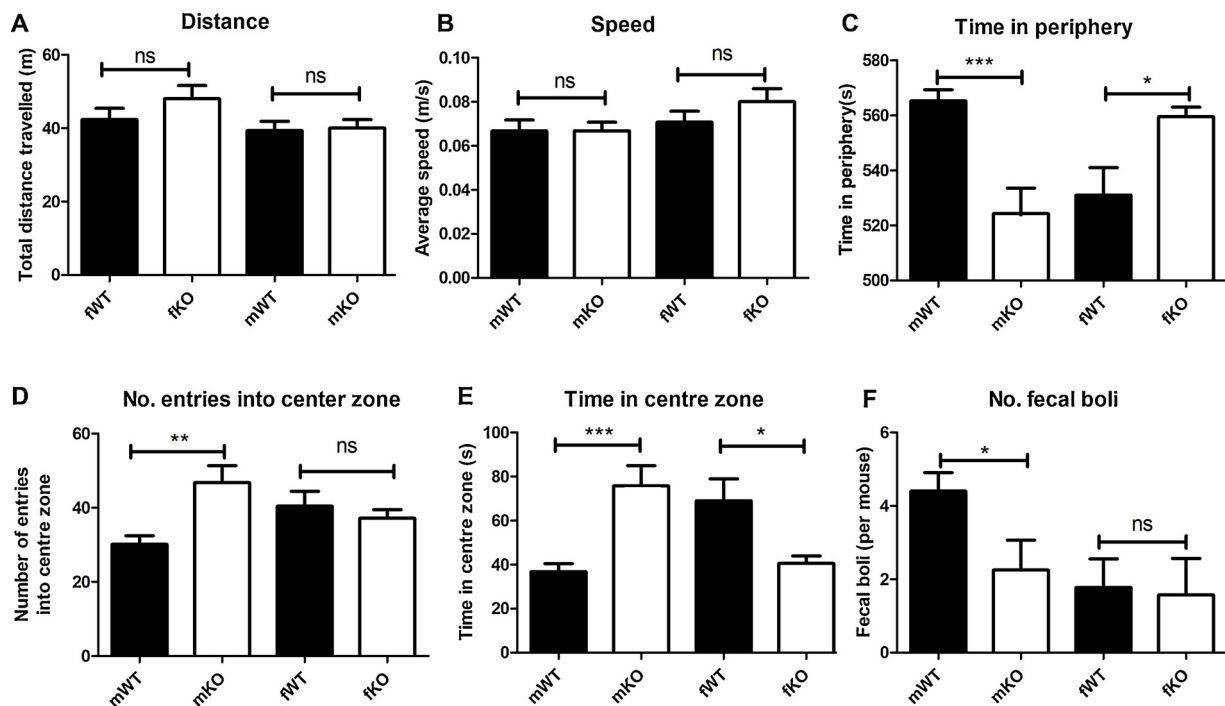 A
Distance
Total distance travelled (m)
60
40
20
0
ns
ns
fWT
fKO
mWT
mKO
B
Speed
Average speed (m/s)
0.10
0.08
0.06
0.04
0.02
0.00
ns
ns
mWT
mKO
fWT
fKO
C
Time in periphery
Time in periphery(s)
580
560
540
520
500
***
*
mWT
mKO
fWT
fKO
D
No. entries into center zone
Number of entries
into centre zone
60
40
20
0
**
ns
mWT
mKO
fWT
fKO
E
Time in centre zone
Time in centre zone (s)
100
80
60
40
20
0
***
*
mWT
mKO
fWT
fKO
F
No. fecal boli
Fecal boli (per mouse)
6
4
2
0
*
ns
mWT
mKO
fWT
fKO